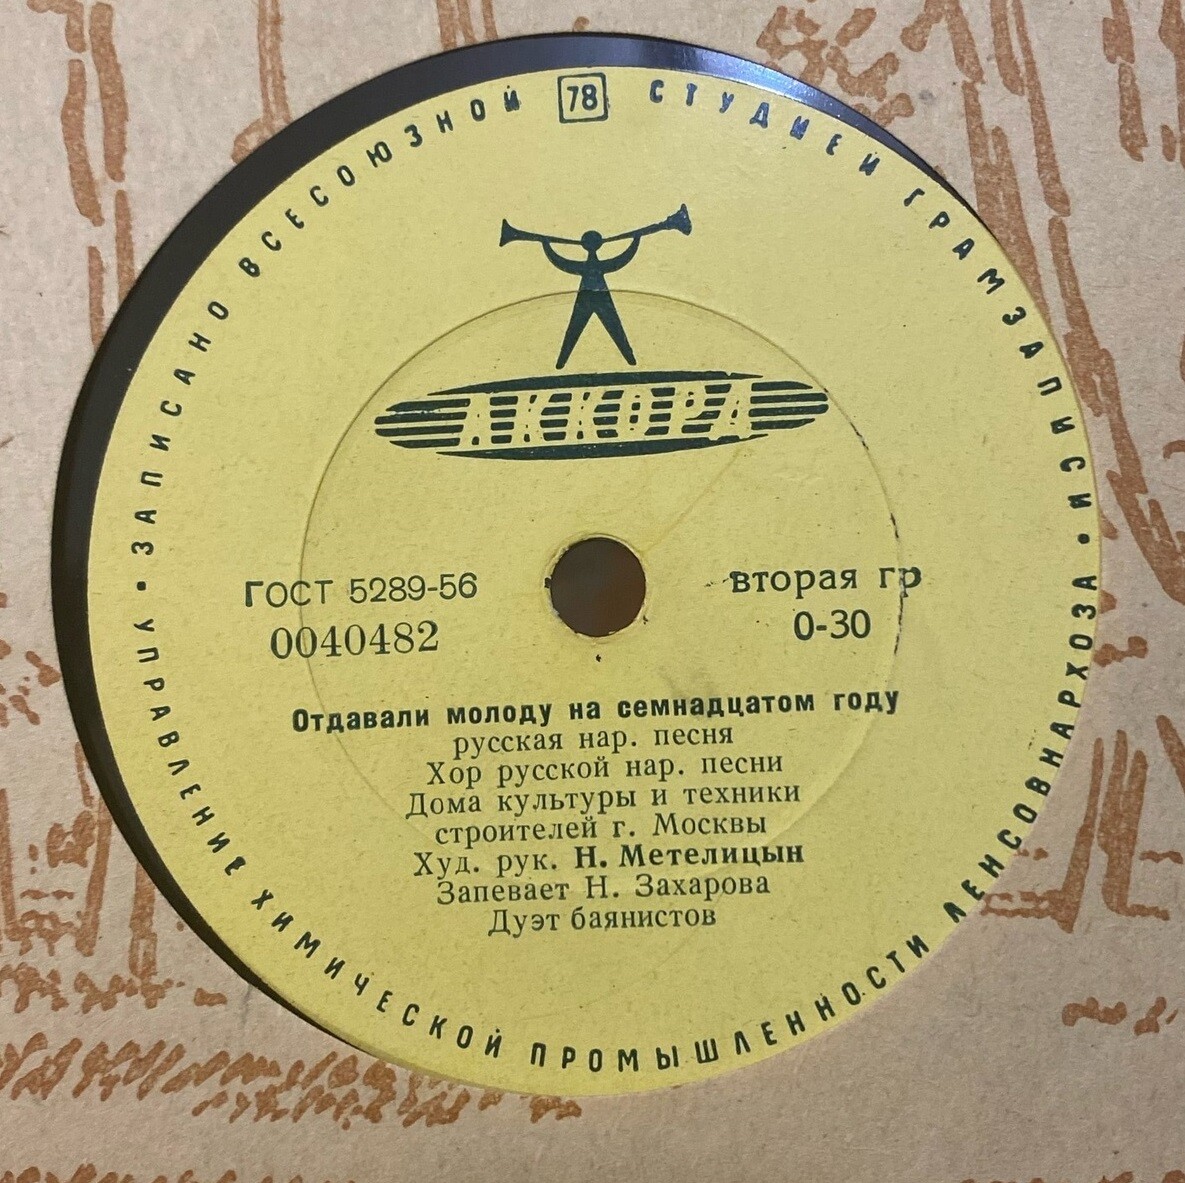 ЗАПИСАНО ВСЕСОЮЗНОЙ 78 СТУДИЕЙ ГРАМЗАПИСИ
АККОРД
ГОСТ 5289-56
0040482
вторая гр
0-30
Отдавали молоду на семнадцатом году
русская нар. песня
Хор русской нар. песни
Дома культуры и техники
строителей г. Москвы
Худ. рук. Н. Метелицын
Запевает Н. Захарова
Дуэт баянистов
• УПРАВЛЕНИЕ ХИМИЧЕСКОЙ ПРОМЫШЛЕННОСТИ ЛЕНСОВНАРХОЗА •